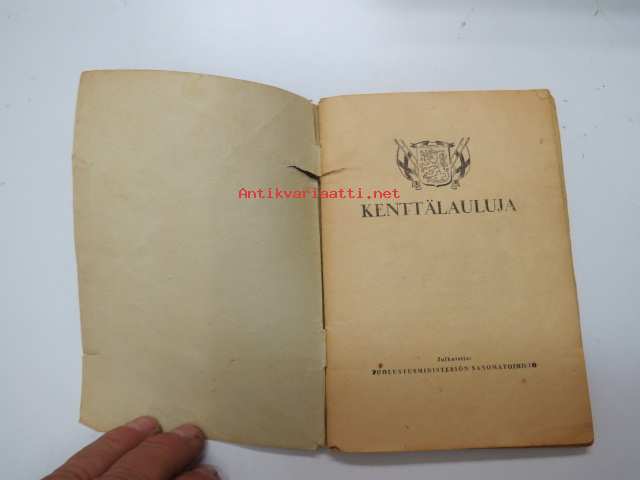 Antikvariaatti.net
KENTTÄLAULUJA
Julkaisija:
PUOLUSTUSMINISTERIÖN SANOMATOIMISTO